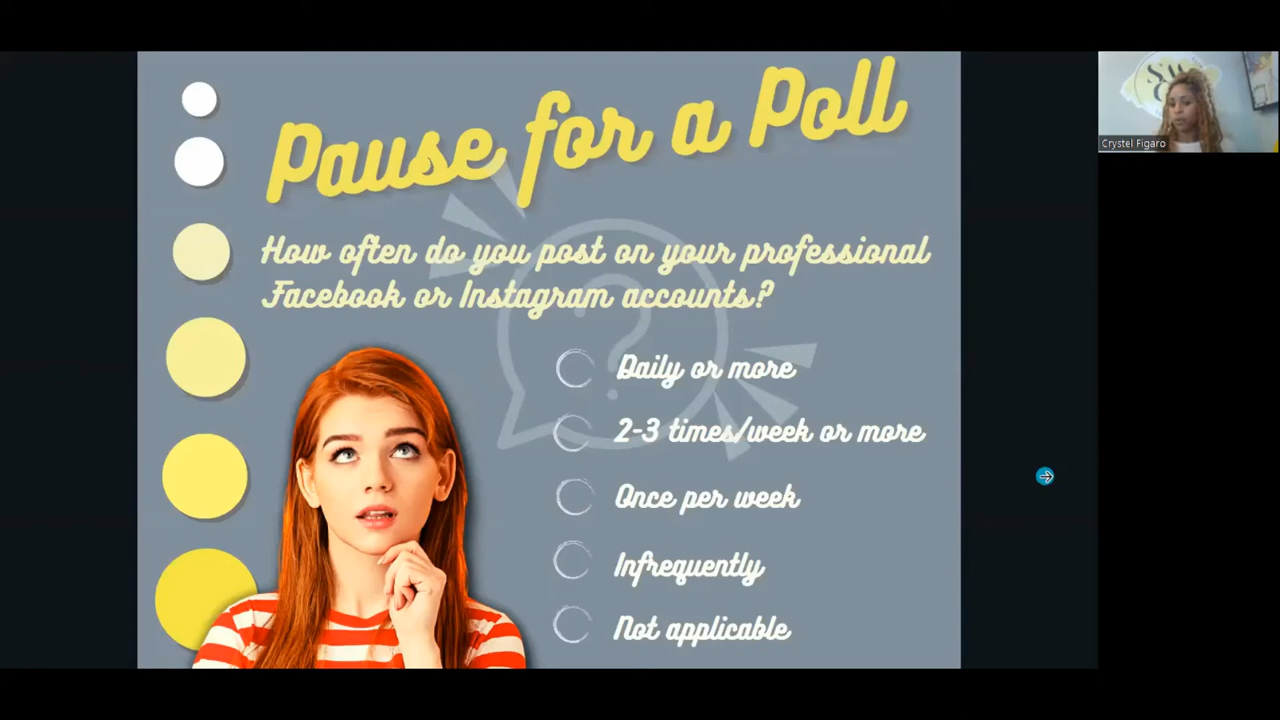 Pause for a Poll
How often do you post on your professional
Facebook or Instagram accounts?
Daily or more
2-3 times/week or more
Once per week
Infrequently
Not applicable
Crystel Figaro